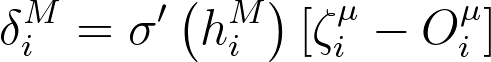 δ_i^M = σ′ (h_i^M) [ζ_i^μ − O_i^μ]